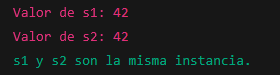 Valor de s1: 42
Valor de s2: 42
s1 y s2 son la misma instancia.